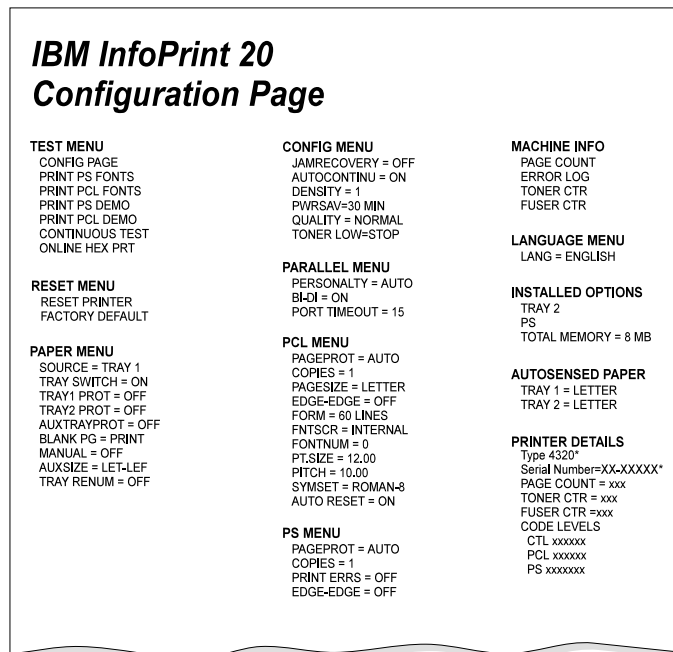 IBM InfoPrint 20
Configuration Page
TEST MENU
CONFIG PAGE
PRINT PS FONTS
PRINT PCL FONTS
PRINT PS DEMO
PRINT PCL DEMO
CONTINUOUS TEST
ONLINE HEX PRT
RESET MENU
RESET PRINTER
FACTORY DEFAULT
PAPER MENU
SOURCE = TRAY 1
TRAY SWITCH = ON
TRAY1 PROT = OFF
TRAY2 PROT = OFF
AUXTRAYPROT = OFF
BLANK PG = PRINT
MANUAL = OFF
AUXSIZE = LET-LEF
TRAY RENUM = OFF
CONFIG MENU
JAMRECOVERY = OFF
AUTOCONTINU = ON
DENSITY = 1
PWRSAV=30 MIN
QUALITY = NORMAL
TONER LOW=STOP
PARALLEL MENU
PERSONALTY = AUTO
BI-DI = ON
PORT TIMEOUT = 15
PCL MENU
PAGEPROT = AUTO
COPIES = 1
PAGESIZE = LETTER
EDGE-EDGE = OFF
FORM = 60 LINES
FNTSCR = INTERNAL
FONTNUM = 0
PT.SIZE = 12.00
PITCH = 10.00
SYMSET = ROMAN-8
AUTO RESET = ON
PS MENU
PAGEPROT = AUTO
COPIES = 1
PRINT ERRS = OFF
EDGE-EDGE = OFF
MACHINE INFO
PAGE COUNT
ERROR LOG
TONER CTR
FUSER CTR
LANGUAGE MENU
LANG = ENGLISH
INSTALLED OPTIONS
TRAY 2
PS
TOTAL MEMORY = 8 MB
AUTOSENSED PAPER
TRAY 1 = LETTER
TRAY 2 = LETTER
PRINTER DETAILS
Type 4320*
Serial Number=XX-XXXXX*
PAGE COUNT = xxx
TONER CTR = xxx
FUSER CTR =xxx
CODE LEVELS
CTL xxxxxx
PCL xxxxxx
PS xxxxxxx